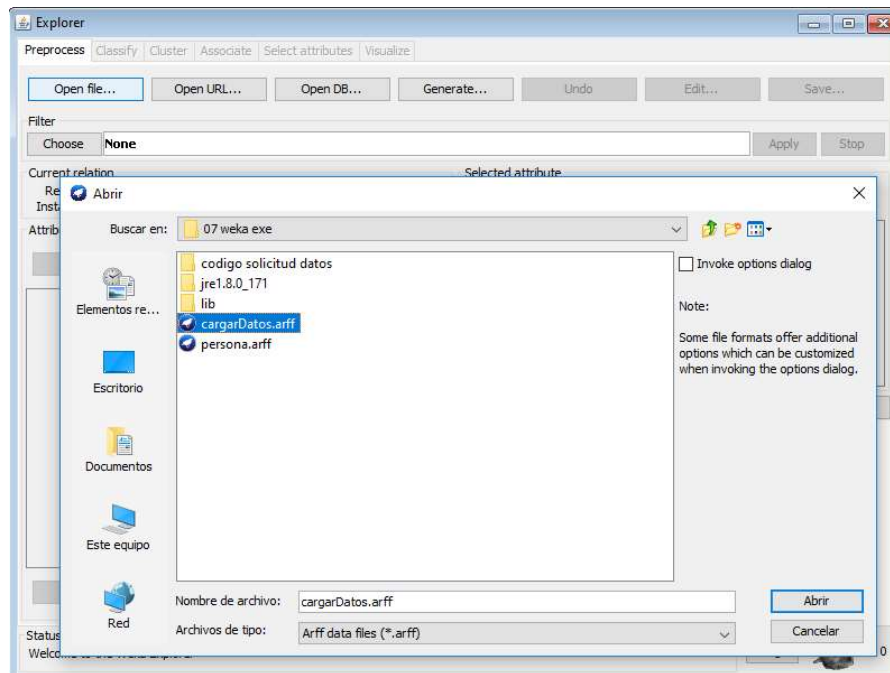 Explorer
Preprocess Classify Cluster Associate Select attributes Visualize
Open file... Open URL... Open DB... Generate... Undo Edit... Save...
Filter
Choose None Apply Stop
Current relation Selected attribute
Re
Inst
Attrib
Abrir
Buscar en: 07 weka exe
codigo solicitud datos
jre1.8.0_171
lib
cargarDatos.arff
persona.arff
Invoke options dialog
Note:
Some file formats offer additional
options which can be customized
when invoking the options dialog.
Elementos re...
Escritorio
Documentos
Este equipo
Red
Nombre de archivo: cargarDatos.arff Abrir
Archivos de tipo: Arff data files (*.arff) Cancelar
Status
0